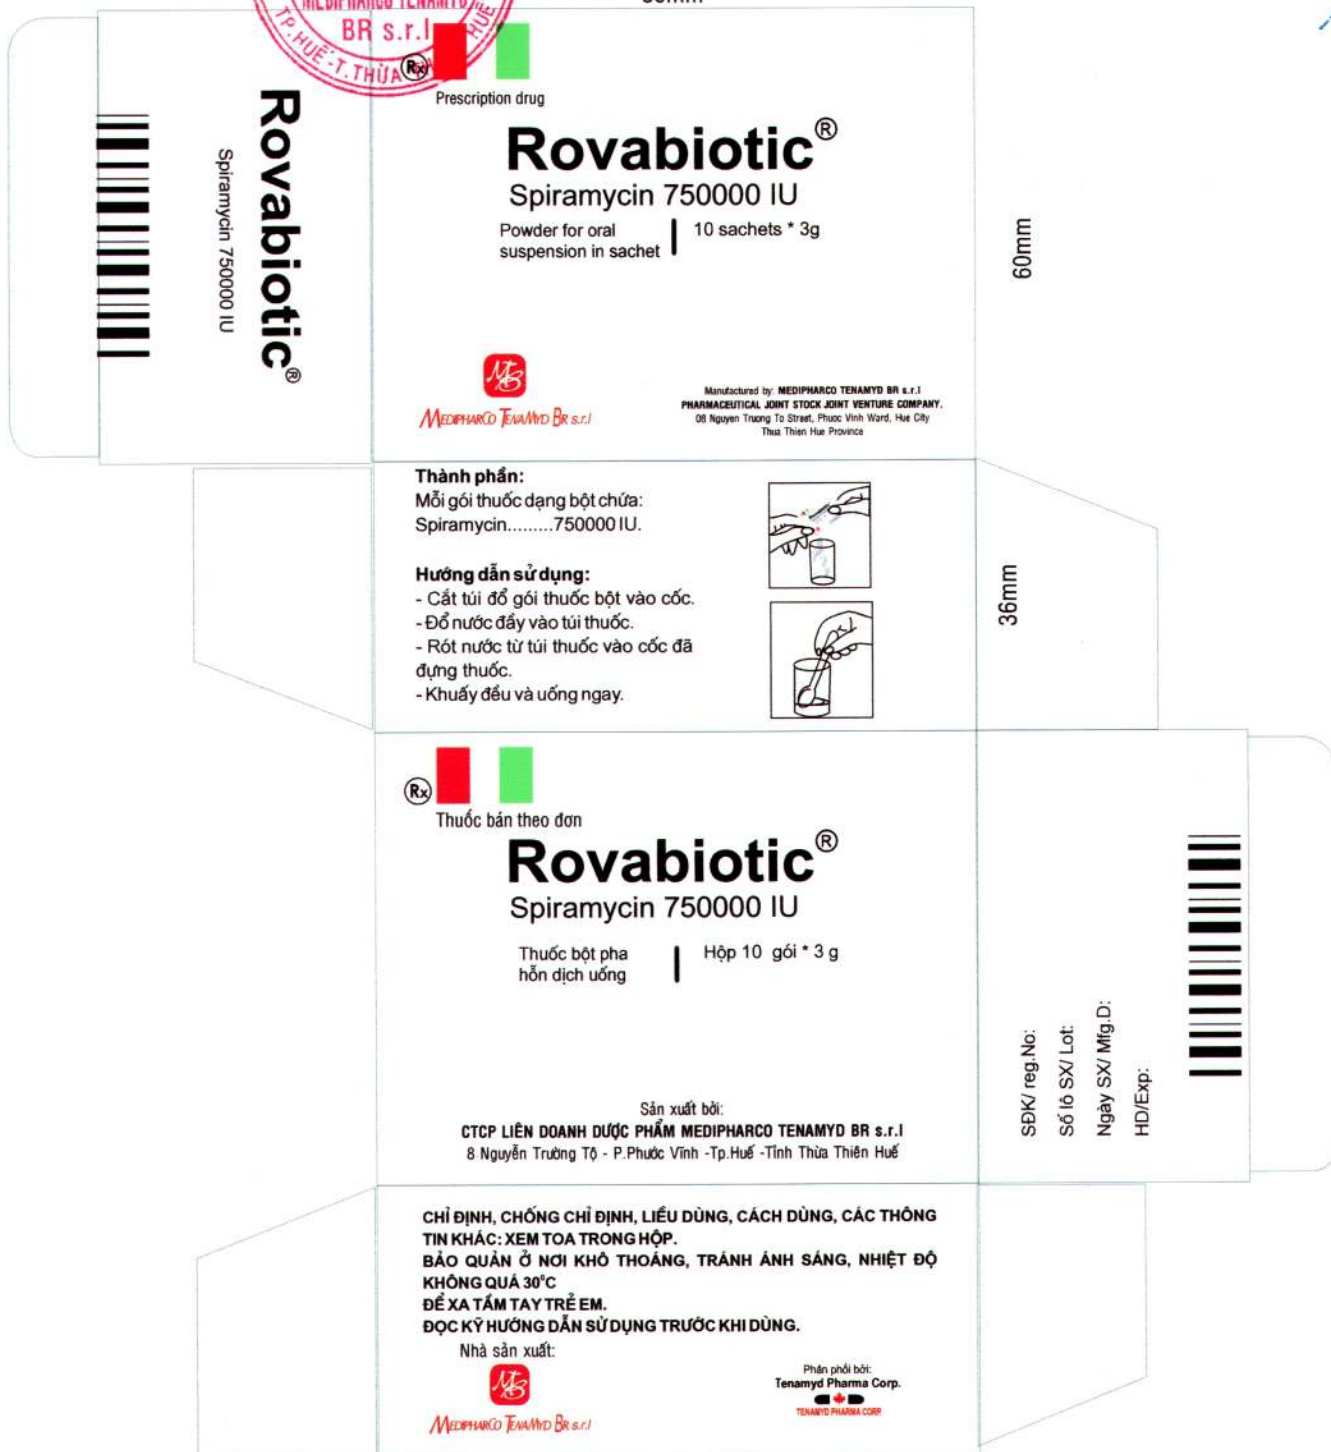 MEDIPHARCO TENAMYD
BR s.r.l
TP.HUẾ-T.THỪA HUẾ
Rx
Prescription drug
Rovabiotic®
Spiramycin 750000 IU
Powder for oral
suspension in sachet
10 sachets * 3g
MEDIPHARCO TENAMYD BR s.r.l
Manufactured by: MEDIPHARCO TENAMYD BR s.r.l
PHARMACEUTICAL JOINT STOCK JOINT VENTURE COMPANY.
08 Nguyen Truong To Street, Phuoc Vinh Ward, Hue City
Thua Thien Hue Province
Rovabiotic®
Spiramycin 750000 IU
60mm
Thành phần:
Mỗi gói thuốc dạng bột chứa:
Spiramycin.........750000 IU.
Hướng dẫn sử dụng:
- Cắt túi đổ gói thuốc bột vào cốc.
- Đổ nước đầy vào túi thuốc.
- Rót nước từ túi thuốc vào cốc đã
đựng thuốc.
- Khuấy đều và uống ngay.
36mm
Rx
Thuốc bán theo đơn
Rovabiotic®
Spiramycin 750000 IU
Thuốc bột pha
hỗn dịch uống
Hộp 10 gói * 3 g
Sản xuất bởi:
CTCP LIÊN DOANH DƯỢC PHẨM MEDIPHARCO TENAMYD BR s.r.l
8 Nguyễn Trường Tộ - P.Phước Vĩnh -Tp.Huế -Tỉnh Thừa Thiên Huế
SĐK/ reg.No:
Số lô SX/ Lot:
Ngày SX/ Mfg.D:
HD/Exp:
CHỈ ĐỊNH, CHỐNG CHỈ ĐỊNH, LIỀU DÙNG, CÁCH DÙNG, CÁC THÔNG
TIN KHÁC: XEM TOA TRONG HỘP.
BẢO QUẢN Ở NƠI KHÔ THOÁNG, TRÁNH ÁNH SÁNG, NHIỆT ĐỘ
KHÔNG QUÁ 30°C
ĐỂ XA TẦM TAY TRẺ EM.
ĐỌC KỸ HƯỚNG DẪN SỬ DỤNG TRƯỚC KHI DÙNG.
Nhà sản xuất:
MEDIPHARCO TENAMYD BR s.r.l
Phân phối bởi:
Tenamyd Pharma Corp.
TENAMYD PHARMA CORP.